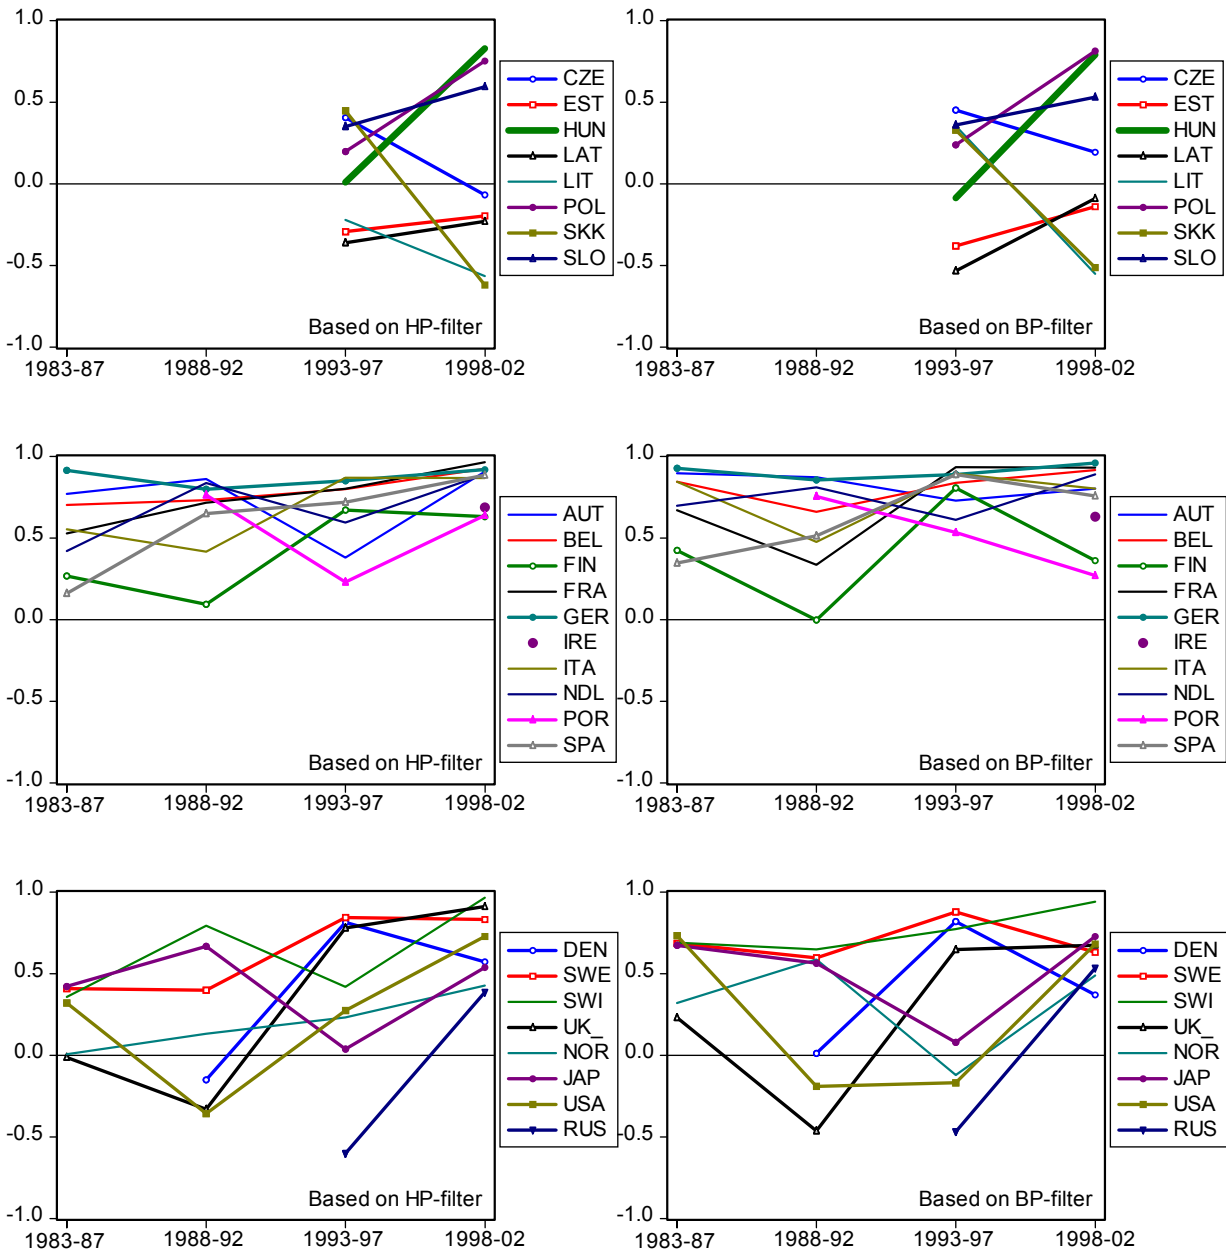 1.0
0.5
0.0
-0.5
-1.0
1983-87 1988-92 1993-97 1998-02
Based on HP-filter
CZE
EST
HUN
LAT
LIT
POL
SKK
SLO
1.0
0.5
0.0
-0.5
-1.0
1983-87 1988-92 1993-97 1998-02
Based on BP-filter
CZE
EST
HUN
LAT
LIT
POL
SKK
SLO
1.0
0.5
0.0
-0.5
-1.0
1983-87 1988-92 1993-97 1998-02
Based on HP-filter
AUT
BEL
FIN
FRA
GER
IRE
ITA
NDL
POR
SPA
1.0
0.5
0.0
-0.5
-1.0
1983-87 1988-92 1993-97 1998-02
Based on BP-filter
AUT
BEL
FIN
FRA
GER
IRE
ITA
NDL
POR
SPA
1.0
0.5
0.0
-0.5
-1.0
1983-87 1988-92 1993-97 1998-02
Based on HP-filter
DEN
SWE
SWI
UK_
NOR
JAP
USA
RUS
1.0
0.5
0.0
-0.5
-1.0
1983-87 1988-92 1993-97 1998-02
Based on BP-filter
DEN
SWE
SWI
UK_
NOR
JAP
USA
RUS